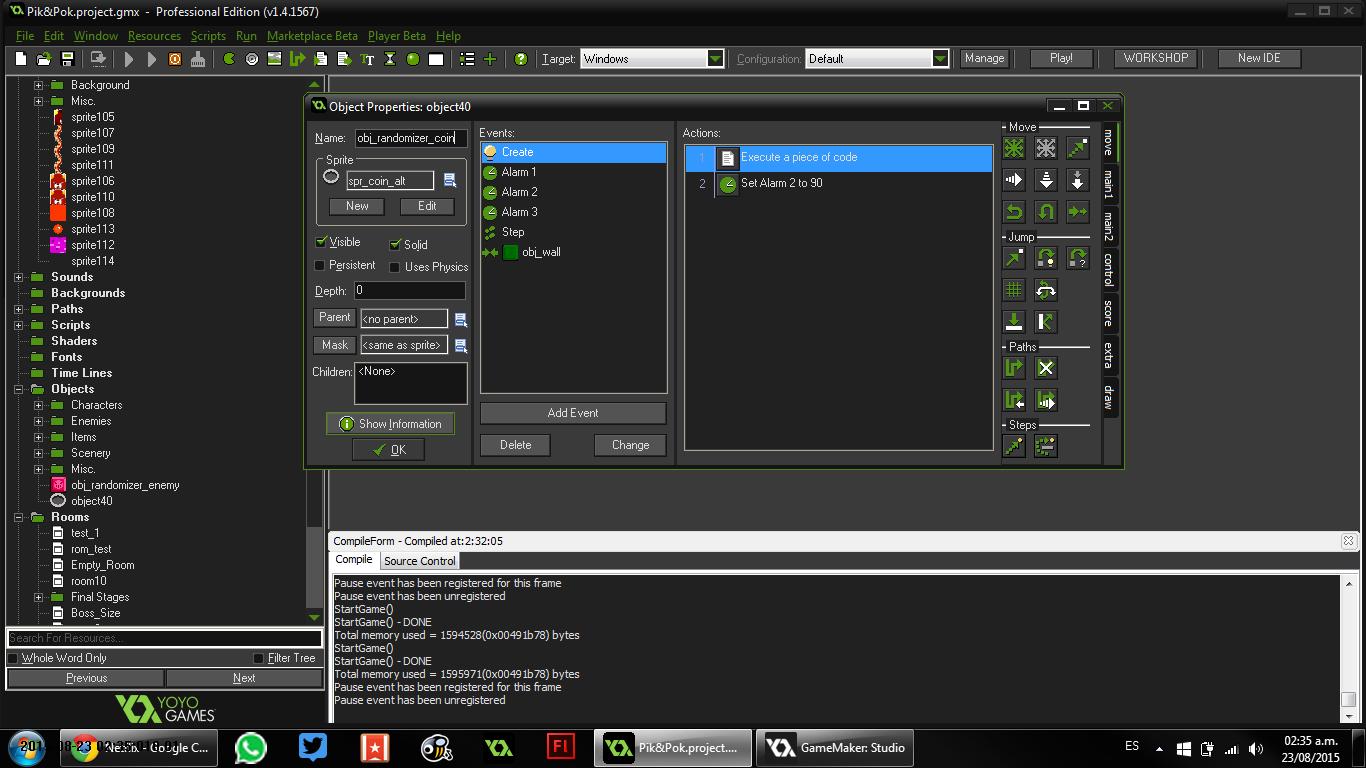 Pik&Pok.project.gmx - Professional Edition (v1.4.1567)
File Edit Window Resources Scripts Run Marketplace Beta Player Beta Help
Target: Windows Configuration: Default Manage Play! WORKSHOP New IDE
Background
Misc.
sprite105
sprite107
sprite109
sprite111
sprite106
sprite110
sprite108
sprite113
sprite112
sprite114
Sounds
Backgrounds
Paths
Scripts
Shaders
Fonts
Time Lines
Objects
Characters
Enemies
Items
Scenery
Misc.
obj_randomizer_enemy
object40
Rooms
test_1
rom_test
Empty_Room
room10
Final Stages
Boss_Size
Search For Resources...
Whole Word Only Filter Tree
Previous Next
YOYO
GAMES
Object Properties: object40
Name: obj_randomizer_coin
Sprite
spr_coin_alt
New Edit
Visible Solid
Persistent Uses Physics
Depth: 0
Parent <no parent>
Mask <same as sprite>
Children: <None>
Show Information
OK
Events:
Create
Alarm 1
Alarm 2
Alarm 3
Step
obj_wall
Add Event
Delete Change
Actions:
1 Execute a piece of code
2 Set Alarm 2 to 90
Move
Jump
Paths
Steps
move
main1
main2
control
score
extra
draw
CompileForm - Compiled at:2:32:05
Compile Source Control
Pause event has been registered for this frame
Pause event has been unregistered
StartGame()
StartGame() - DONE
Total memory used = 1594528(0x00491b78) bytes
StartGame()
StartGame() - DONE
Total memory used = 1595971(0x00491b78) bytes
Pause event has been registered for this frame
Pause event has been unregistered
Google C...
Fl
Pik&Pok.project....
GameMaker: Studio
ES
02:35 a.m.
23/08/2015